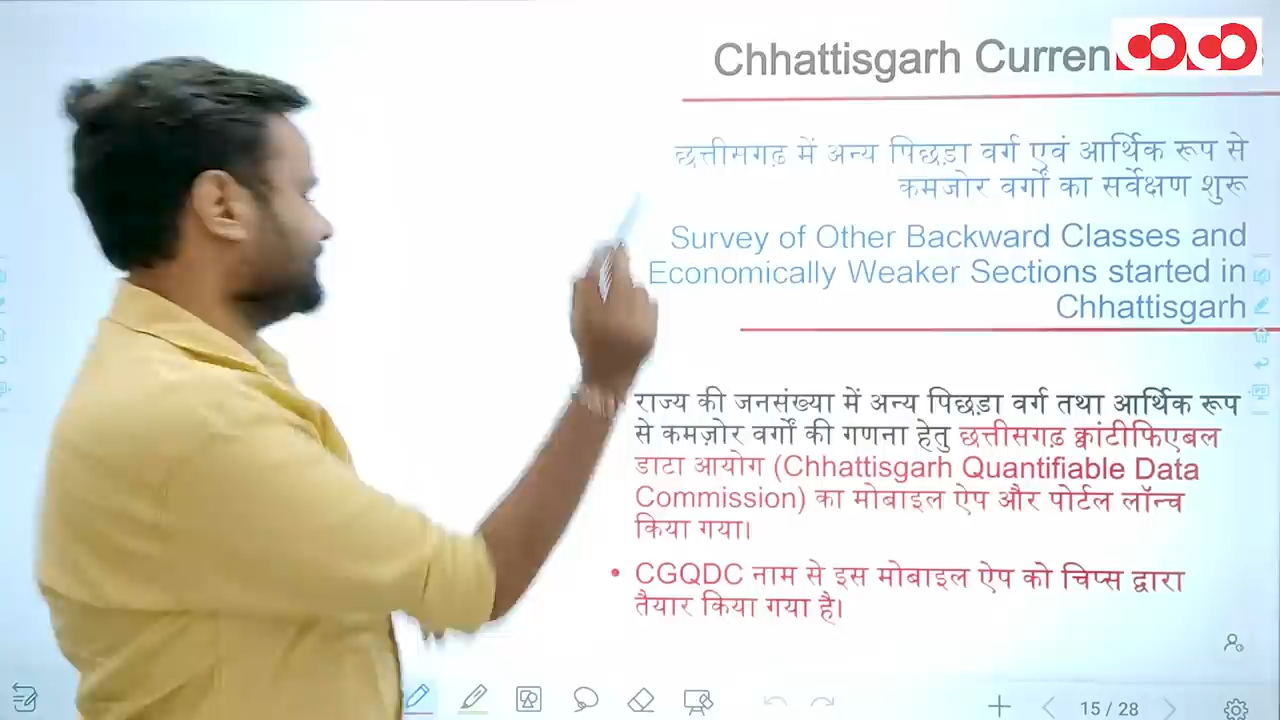 Chhattisgarh Curren
छत्तीसगढ़ में अन्य पिछड़ा वर्ग एवं आर्थिक रूप से
कमजोर वर्गों का सर्वेक्षण शुरू
Survey of Other Backward Classes and
Economically Weaker Sections started in
Chhattisgarh
राज्य की जनसंख्या में अन्य पिछड़ा वर्ग तथा आर्थिक रूप
से कमज़ोर वर्गों की गणना हेतु छत्तीसगढ़ क्वांटीफिएबल
डाटा आयोग (Chhattisgarh Quantifiable Data
Commission) का मोबाइल ऐप और पोर्टल लॉन्च
किया गया।
• CGQDC नाम से इस मोबाइल ऐप को चिप्स द्वारा
तैयार किया गया है।
15 / 28